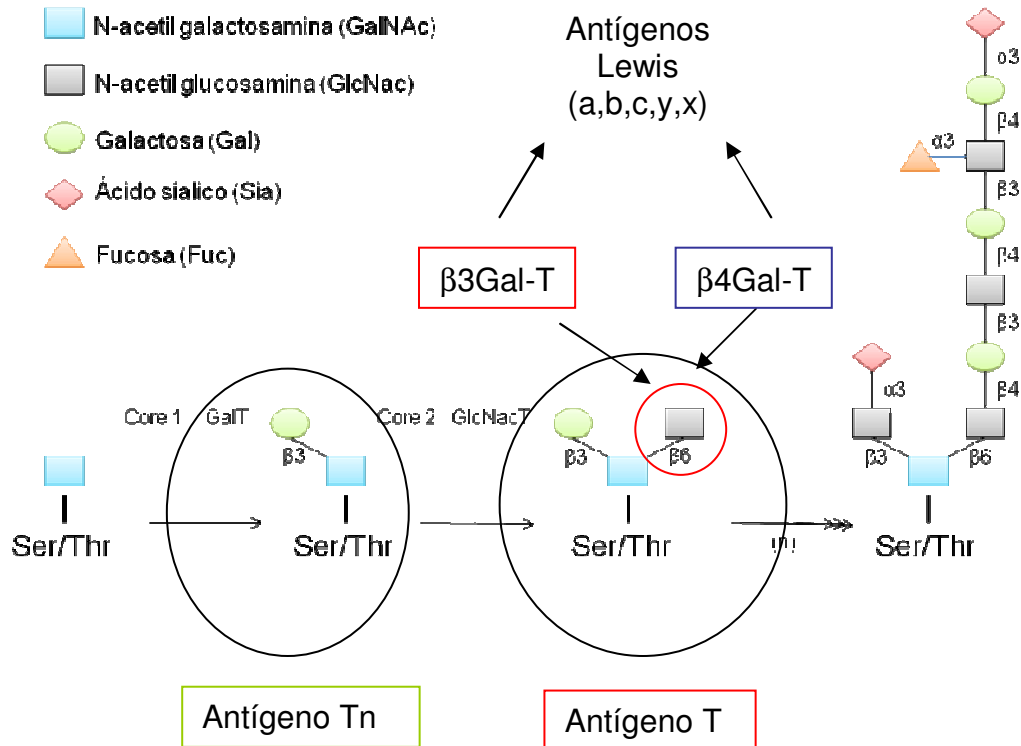 N-acetil galactosamina (GalNAc)
N-acetil glucosamina (GlcNac)
Galactosa (Gal)
Ácido sialico (Sia)
Fucosa (Fuc)
Antígenos
Lewis
(a,b,c,y,x)
β3Gal-T
β4Gal-T
α3
β4
α3
β3
β4
β3
β4
α3
Core 1 GalT
Core 2 GlcNacT
β3
β3
β6
β3
β6
Ser/Thr
Ser/Thr
Ser/Thr
Ser/Thr
Antígeno Tn
Antígeno T